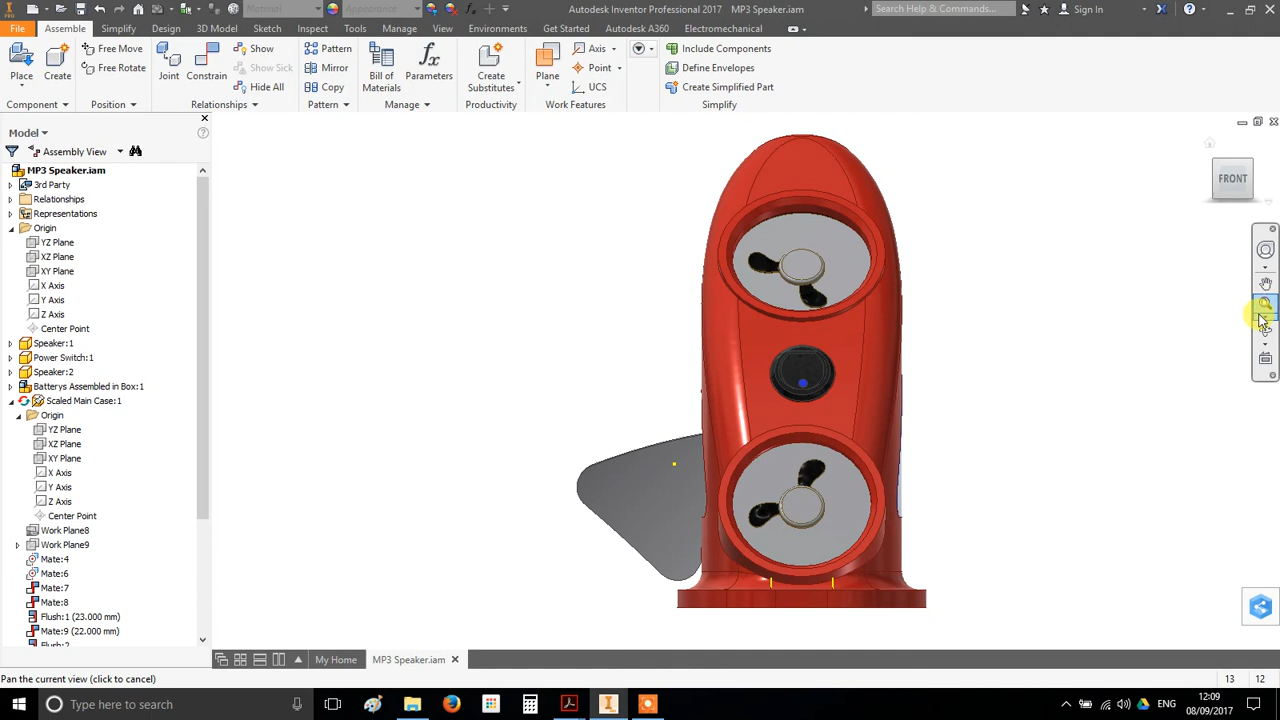 Material
Appearance
Autodesk Inventor Professional 2017
MP3 Speaker.iam
Search Help & Commands...
Sign In
File
Assemble
Simplify
Design
3D Model
Sketch
Inspect
Tools
Manage
View
Environments
Get Started
Autodesk A360
Electromechanical
Place
Create
Free Move
Free Rotate
Joint
Constrain
Show
Show Sick
Hide All
Pattern
Mirror
Copy
Bill of
Materials
Parameters
Create
Substitutes
Plane
Axis
Point
UCS
Include Components
Define Envelopes
Create Simplified Part
Component
Position
Relationships
Pattern
Manage
Productivity
Work Features
Simplify
Model
Assembly View
MP3 Speaker.iam
3rd Party
Relationships
Representations
Origin
YZ Plane
XZ Plane
XY Plane
X Axis
Y Axis
Z Axis
Center Point
Speaker:1
Power Switch:1
Speaker:2
Batterys Assembled in Box:1
Scaled Main Case:1
Origin
YZ Plane
XZ Plane
XY Plane
X Axis
Y Axis
Z Axis
Center Point
Work Plane8
Work Plane9
Mate:4
Mate:6
Mate:7
Mate:8
Flush:1 (23.000 mm)
Mate:9 (22.000 mm)
Flush:2
FRONT
My Home
MP3 Speaker.iam
Pan the current view (click to cancel)
13
12
Type here to search
ENG
12:09
08/09/2017